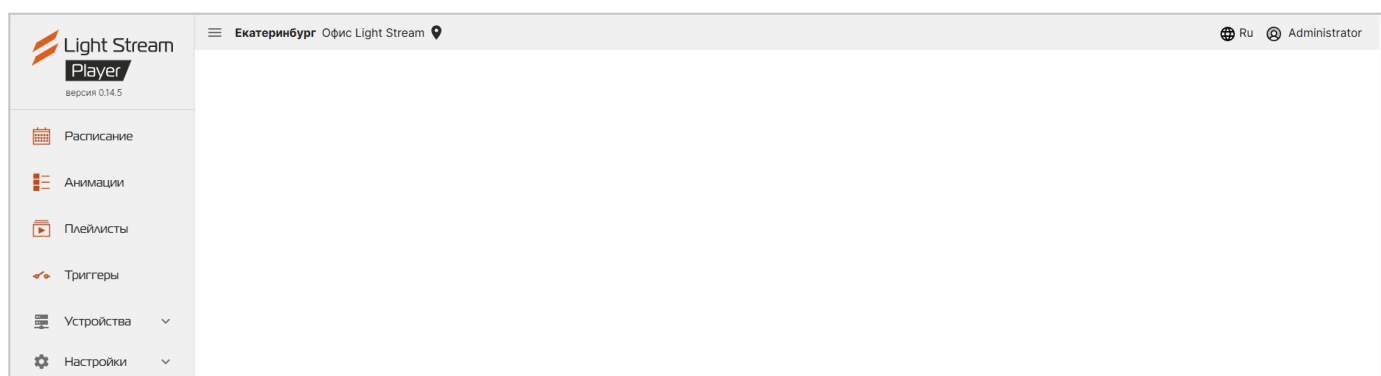 Light Stream
Player
версия 0.14.5
Екатеринбург Офис Light Stream
Ru Administrator
Расписание
Анимации
Плейлисты
Триггеры
Устройства
Настройки